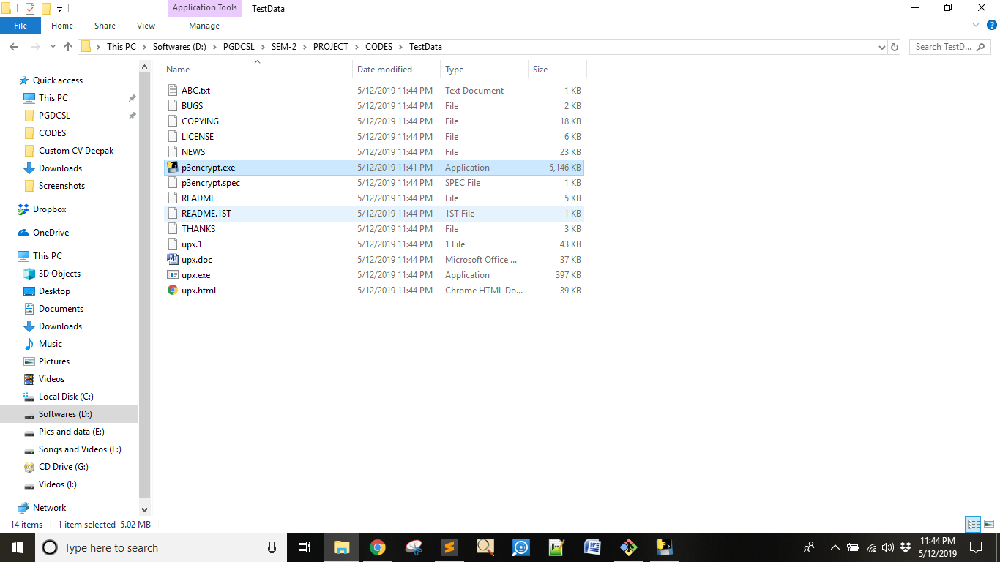 Application Tools TestData
File Home Share View Manage
This PC Softwares (D:) PGDCSL SEM-2 PROJECT CODES TestData Search TestD...
Name Date modified Type Size
Quick access
This PC
PGDCSL
CODES
Custom CV Deepak
Downloads
Screenshots
Dropbox
OneDrive
This PC
3D Objects
Desktop
Documents
Downloads
Music
Pictures
Videos
Local Disk (C:)
Softwares (D:)
Pics and data (E:)
Songs and Videos (F:)
CD Drive (G:)
Videos (I:)
Network
ABC.txt 5/12/2019 11:44 PM Text Document 1 KB
BUGS 5/12/2019 11:44 PM File 2 KB
COPYING 5/12/2019 11:44 PM File 18 KB
LICENSE 5/12/2019 11:44 PM File 6 KB
NEWS 5/12/2019 11:44 PM File 23 KB
p3encrypt.exe 5/12/2019 11:41 PM Application 5,146 KB
p3encrypt.spec 5/12/2019 11:44 PM SPEC File 1 KB
README 5/12/2019 11:44 PM File 5 KB
README.1ST 5/12/2019 11:44 PM 1ST File 1 KB
THANKS 5/12/2019 11:44 PM File 3 KB
upx.1 5/12/2019 11:44 PM 1 File 43 KB
upx.doc 5/12/2019 11:44 PM Microsoft Office ... 37 KB
upx.exe 5/12/2019 11:44 PM Application 397 KB
upx.html 5/12/2019 11:44 PM Chrome HTML Do... 39 KB
14 items 1 item selected 5.02 MB
Type here to search
11:44 PM
5/12/2019